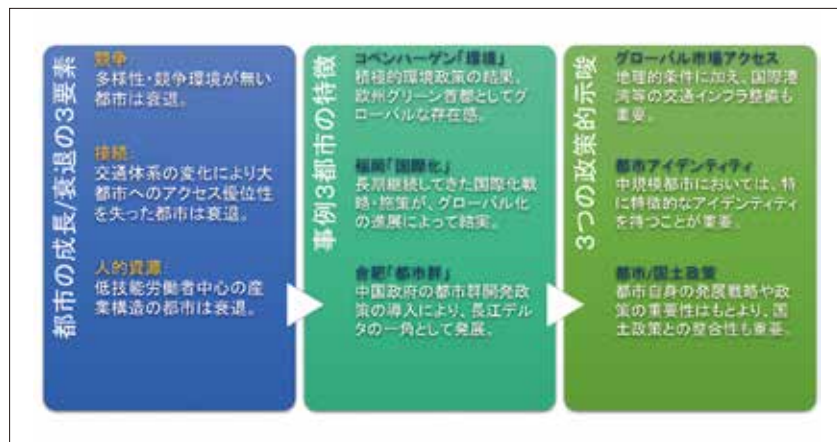 都市の成長/衰退の3要素
競争
多様性・競争環境が無い
都市は衰退。
接続
交通体系の変化により大
都市へのアクセス優位性
を失った都市は衰退。
人的資源
低技能労働者中心の産
業構造の都市は衰退。
事例3都市の特徴
コペンハーゲン「環境」
積極的環境政策の結果、
欧州グリーン首都としてグ
ローバルな存在感。
福岡「国際化」
長期継続してきた国際化戦
略・施策が、グローバル化
の進展によって結実。
合肥「都市群」
中国政府の都市群開発政
策の導入により、長江デル
タの一角として発展。
3つの政策的示唆
グローバル市場アクセス
地理的条件に加え、国際港
湾等の交通インフラ整備も
重要。
都市アイデンティティ
中規模都市においては、特
に特徴的なアイデンティティ
を持つことが重要。
都市/国土政策
都市自身の発展戦略や政
策の重要性はもとより、国
土政策との整合性も重要。